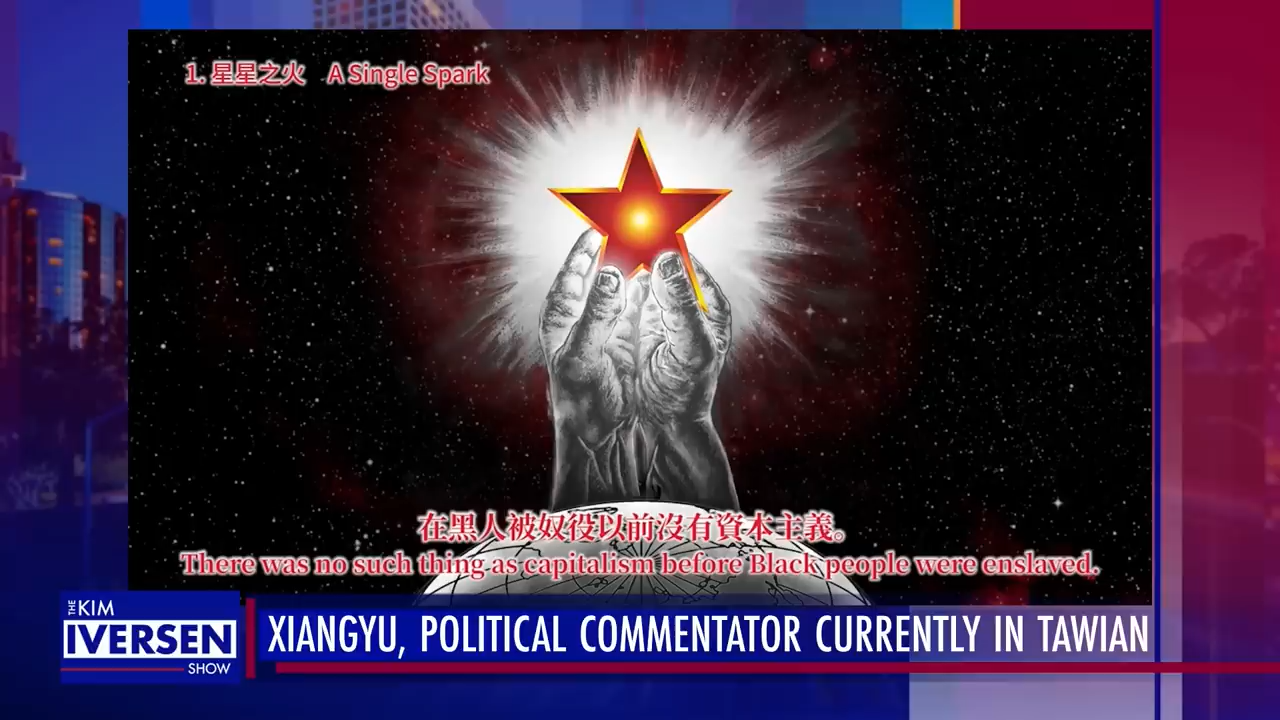 1. 星星之火 A Single Spark
在黑人被奴役以前沒有資本主義。
There was no such thing as capitalism before Black people were enslaved.
THE KIM
IVERSEN
SHOW
XIANGYU, POLITICAL COMMENTATOR CURRENTLY IN TAWIAN